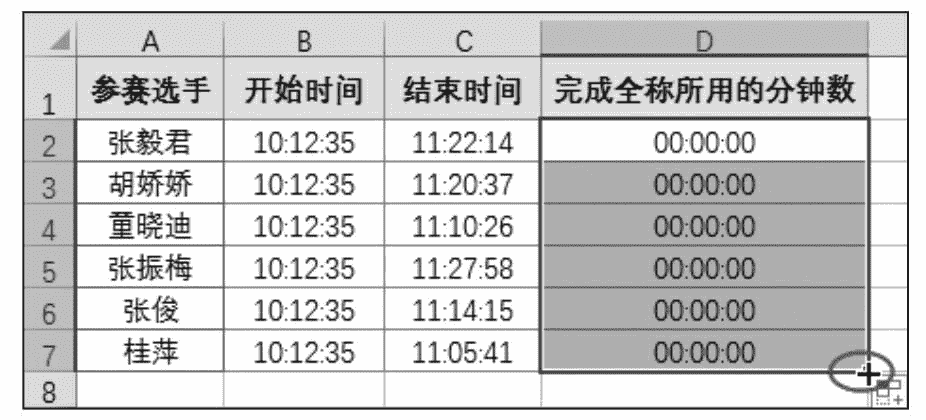 A B C D
1 参赛选手 开始时间 结束时间 完成全称所用的分钟数
2 张毅君 10:12:35 11:22:14 00:00:00
3 胡娇娇 10:12:35 11:20:37 00:00:00
4 董晓迪 10:12:35 11:10:26 00:00:00
5 张振梅 10:12:35 11:27:58 00:00:00
6 张俊 10:12:35 11:14:15 00:00:00
7 桂萍 10:12:35 11:05:41 00:00:00
8